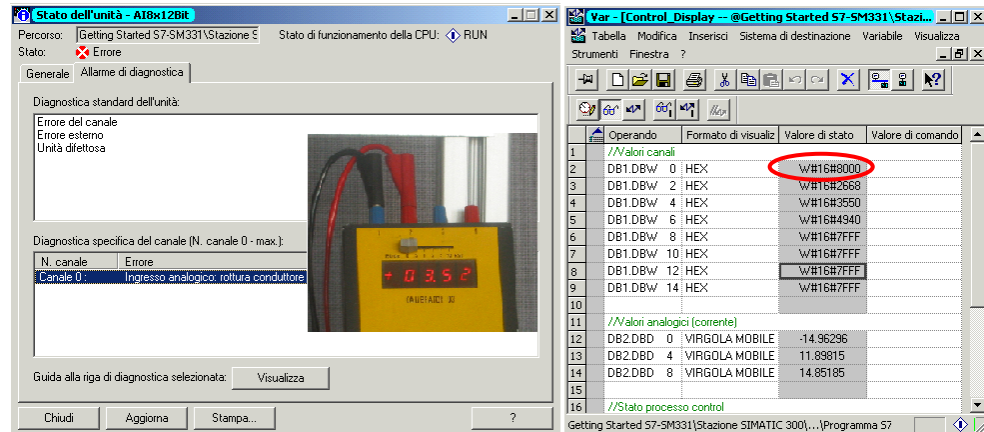 Stato dell'unità - AI8x12Bit
Percorso: Getting Started S7-SM331\Stazione S
Stato di funzionamento della CPU: RUN
Stato: Errore
Generale Allarme di diagnostica
Diagnostica standard dell'unità:
Errore del canale
Errore esterno
Unità difettosa
Diagnostica specifica del canale (N. canale 0 - max.):
N. canale Errore
Canale 0 : Ingresso analogico: rottura conduttore
+ 03.52
Guida alla riga di diagnostica selezionata: Visualizza
Chiudi Aggiorna Stampa... ?
Var - [Control_Display -- @Getting Started S7-SM331\Stazi...
Tabella Modifica Inserisci Sistema di destinazione Variabile Visualizza
Strumenti Finestra ?
Operando Formato di visualiz Valore di stato Valore di comando
1 //Valori canali
2 DB1.DBW 0 HEX W#16#8000
3 DB1.DBW 2 HEX W#16#2668
4 DB1.DBW 4 HEX W#16#3550
5 DB1.DBW 6 HEX W#16#4940
6 DB1.DBW 8 HEX W#16#7FFF
7 DB1.DBW 10 HEX W#16#7FFF
8 DB1.DBW 12 HEX W#16#7FFF
9 DB1.DBW 14 HEX W#16#7FFF
10
11 //Valori analogici (corrente)
12 DB2.DBD 0 VIRGOLA MOBILE -14.96296
13 DB2.DBD 4 VIRGOLA MOBILE 11.89815
14 DB2.DBD 8 VIRGOLA MOBILE 14.85185
15
16 //Stato processo control
Getting Started S7-SM331\Stazione SIMATIC 300\...\Programma S7